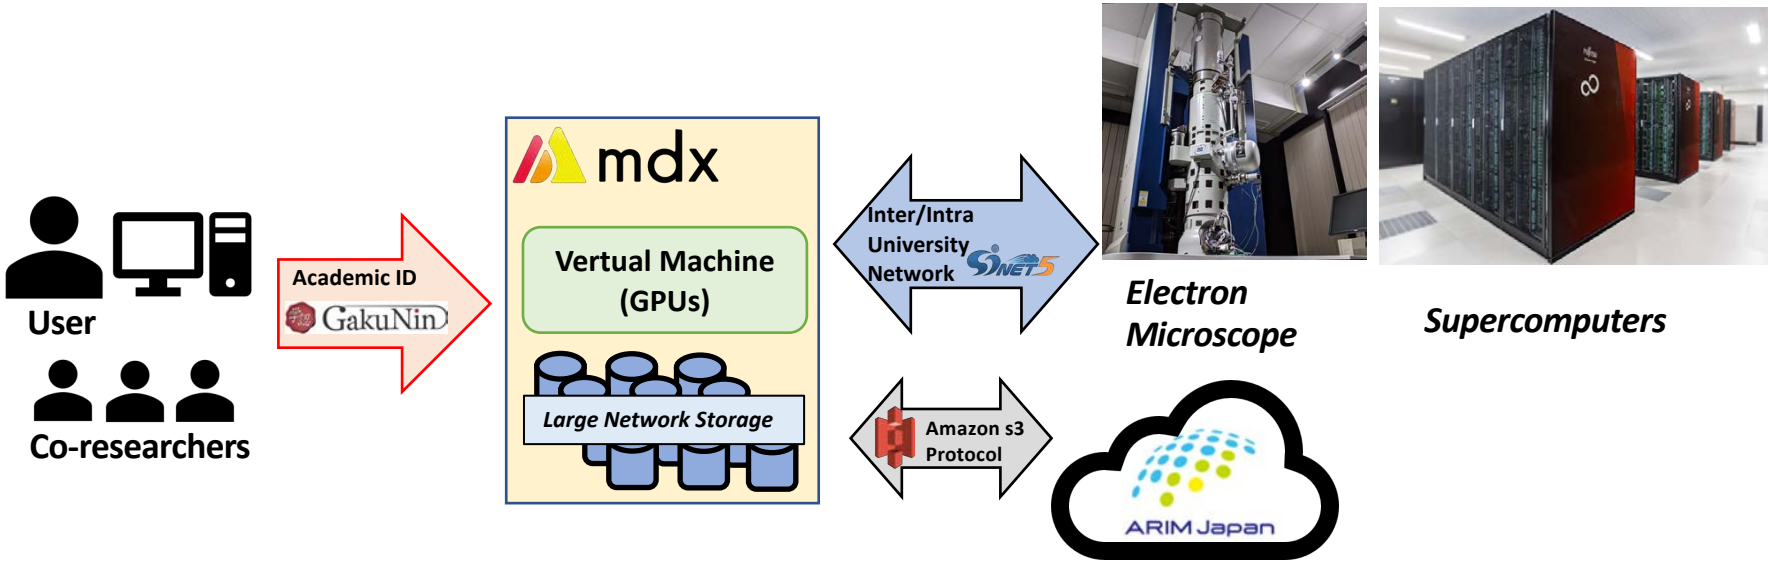 User
Co-researchers
Academic ID
GakuNin
mdx
Vertual Machine
(GPUs)
Large Network Storage
Inter/Intra
University
Network
SINET5
Amazon s3
Protocol
Electron
Microscope
Supercomputers
ARIM Japan